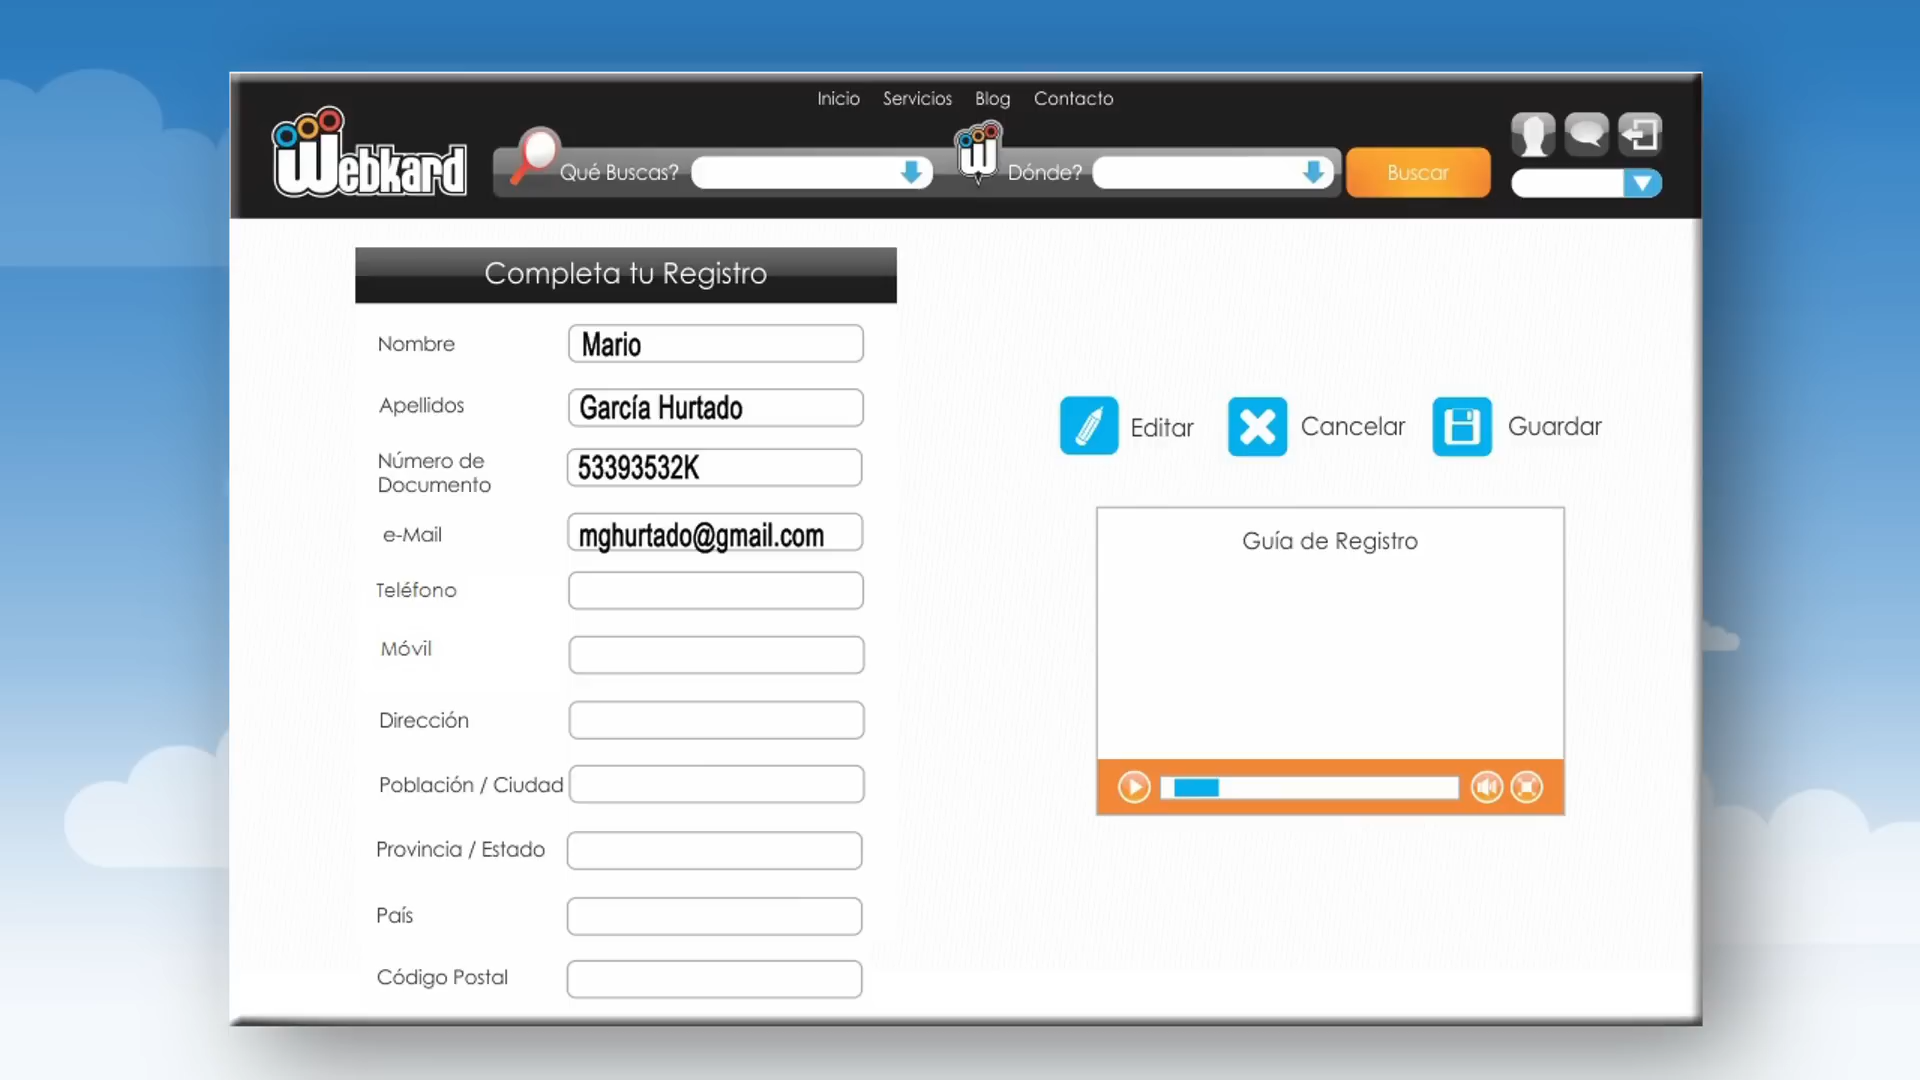 Inicio Servicios Blog Contacto
Webkard
Qué Buscas?
W
Dónde?
Buscar
Completa tu Registro
Nombre Mario
Apellidos García Hurtado
Número de
Documento
53393532K
e-Mail mghurtado@gmail.com
Teléfono
Móvil
Dirección
Población / Ciudad
Provincia / Estado
País
Código Postal
Editar Cancelar Guardar
Guía de Registro